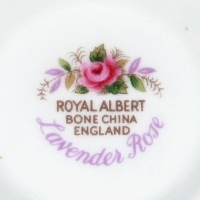 ROYAL ALBERT
BONE CHINA
ENGLAND
Lavender Rose